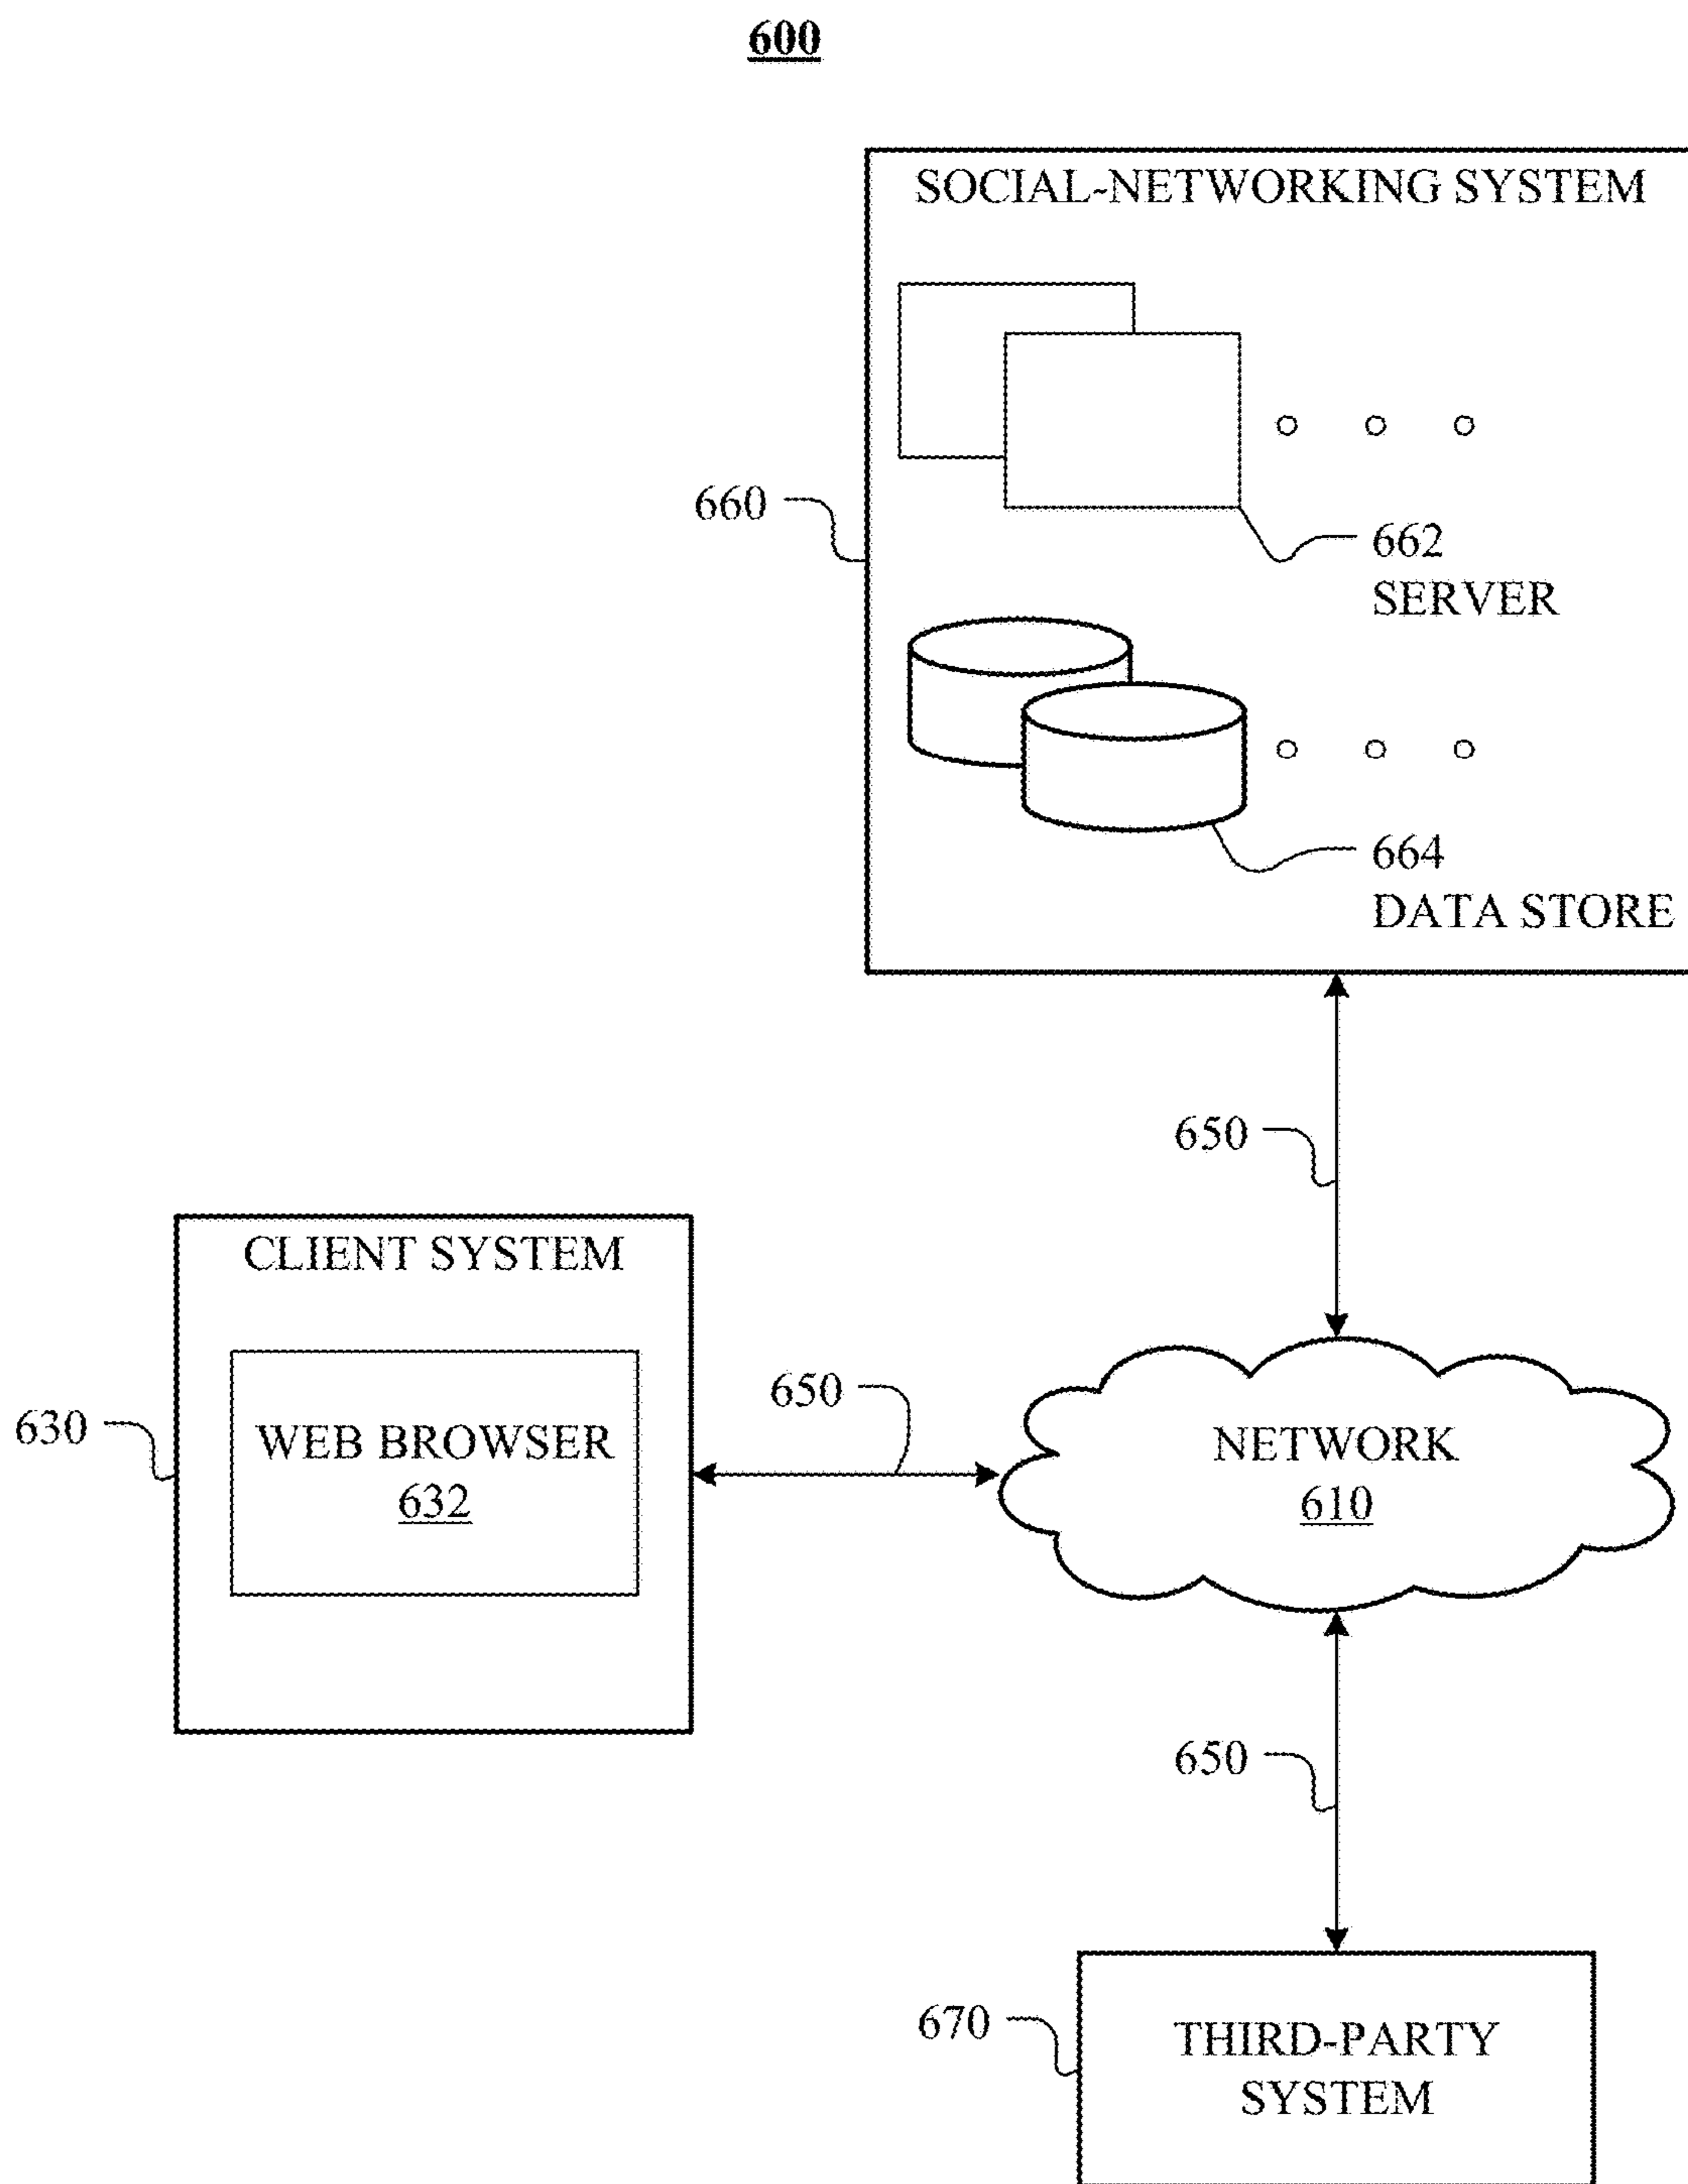 600
SOCIAL-NETWORKING SYSTEM
660
662
SERVER
664
DATA STORE
650
CLIENT SYSTEM
630
WEB BROWSER
632
650
NETWORK
610
650
670
THIRD-PARTY
SYSTEM